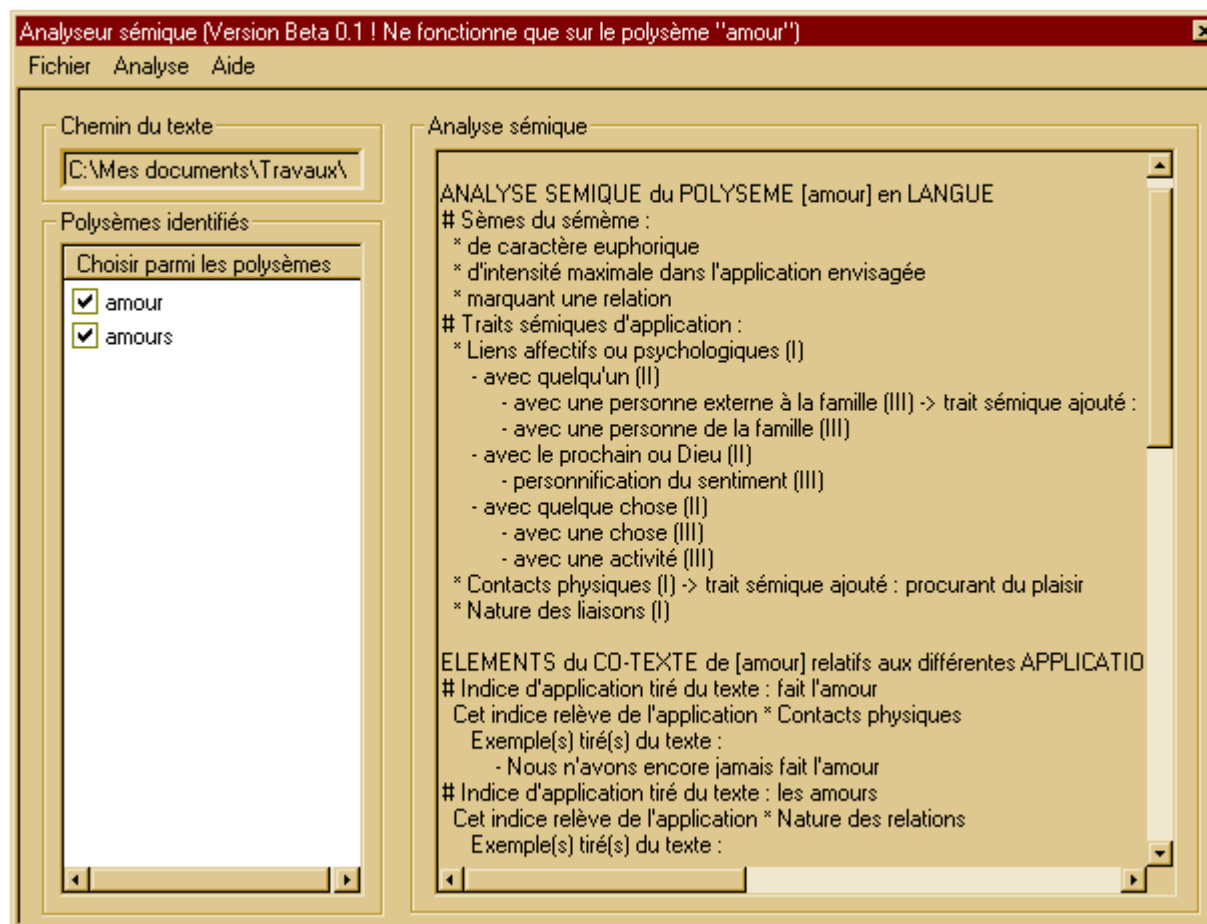 Analyseur sémique (Version Beta 0.1 ! Ne fonctionne que sur le polysème "amour")
Fichier Analyse Aide
Chemin du texte
C:\Mes documents\Travaux\
Polysèmes identifiés
Choisir parmi les polysèmes
amour
amours
Analyse sémique
ANALYSE SEMIQUE du POLYSEME [amour] en LANGUE
# Sèmes du sémème :
* de caractère euphorique
* d'intensité maximale dans l'application envisagée
* marquant une relation
# Traits sémiques d'application :
* Liens affectifs ou psychologiques (I)
- avec quelqu'un (II)
- avec une personne externe à la famille (III) -> trait sémique ajouté :
- avec une personne de la famille (III)
- avec le prochain ou Dieu (II)
- personnification du sentiment (III)
- avec quelque chose (II)
- avec une chose (III)
- avec une activité (III)
* Contacts physiques (I) -> trait sémique ajouté : procurant du plaisir
* Nature des liaisons (I)
ELEMENTS du CO-TEXTE de [amour] relatifs aux différentes APPLICATIO
# Indice d'application tiré du texte : fait l'amour
Cet indice relève de l'application * Contacts physiques
Exemple(s) tiré(s) du texte :
- Nous n'avons encore jamais fait l'amour
# Indice d'application tiré du texte : les amours
Cet indice relève de l'application * Nature des relations
Exemple(s) tiré(s) du texte :